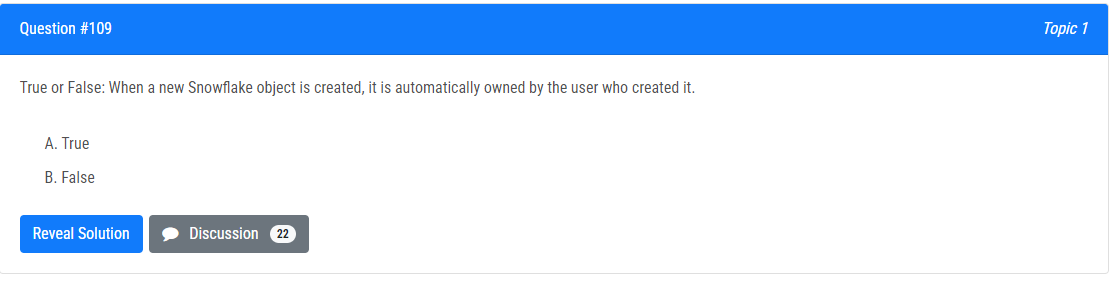 Question #109
Topic 1
True or False: When a new Snowflake object is created, it is automatically owned by the user who created it.
A. True
B. False
Reveal Solution
Discussion 22